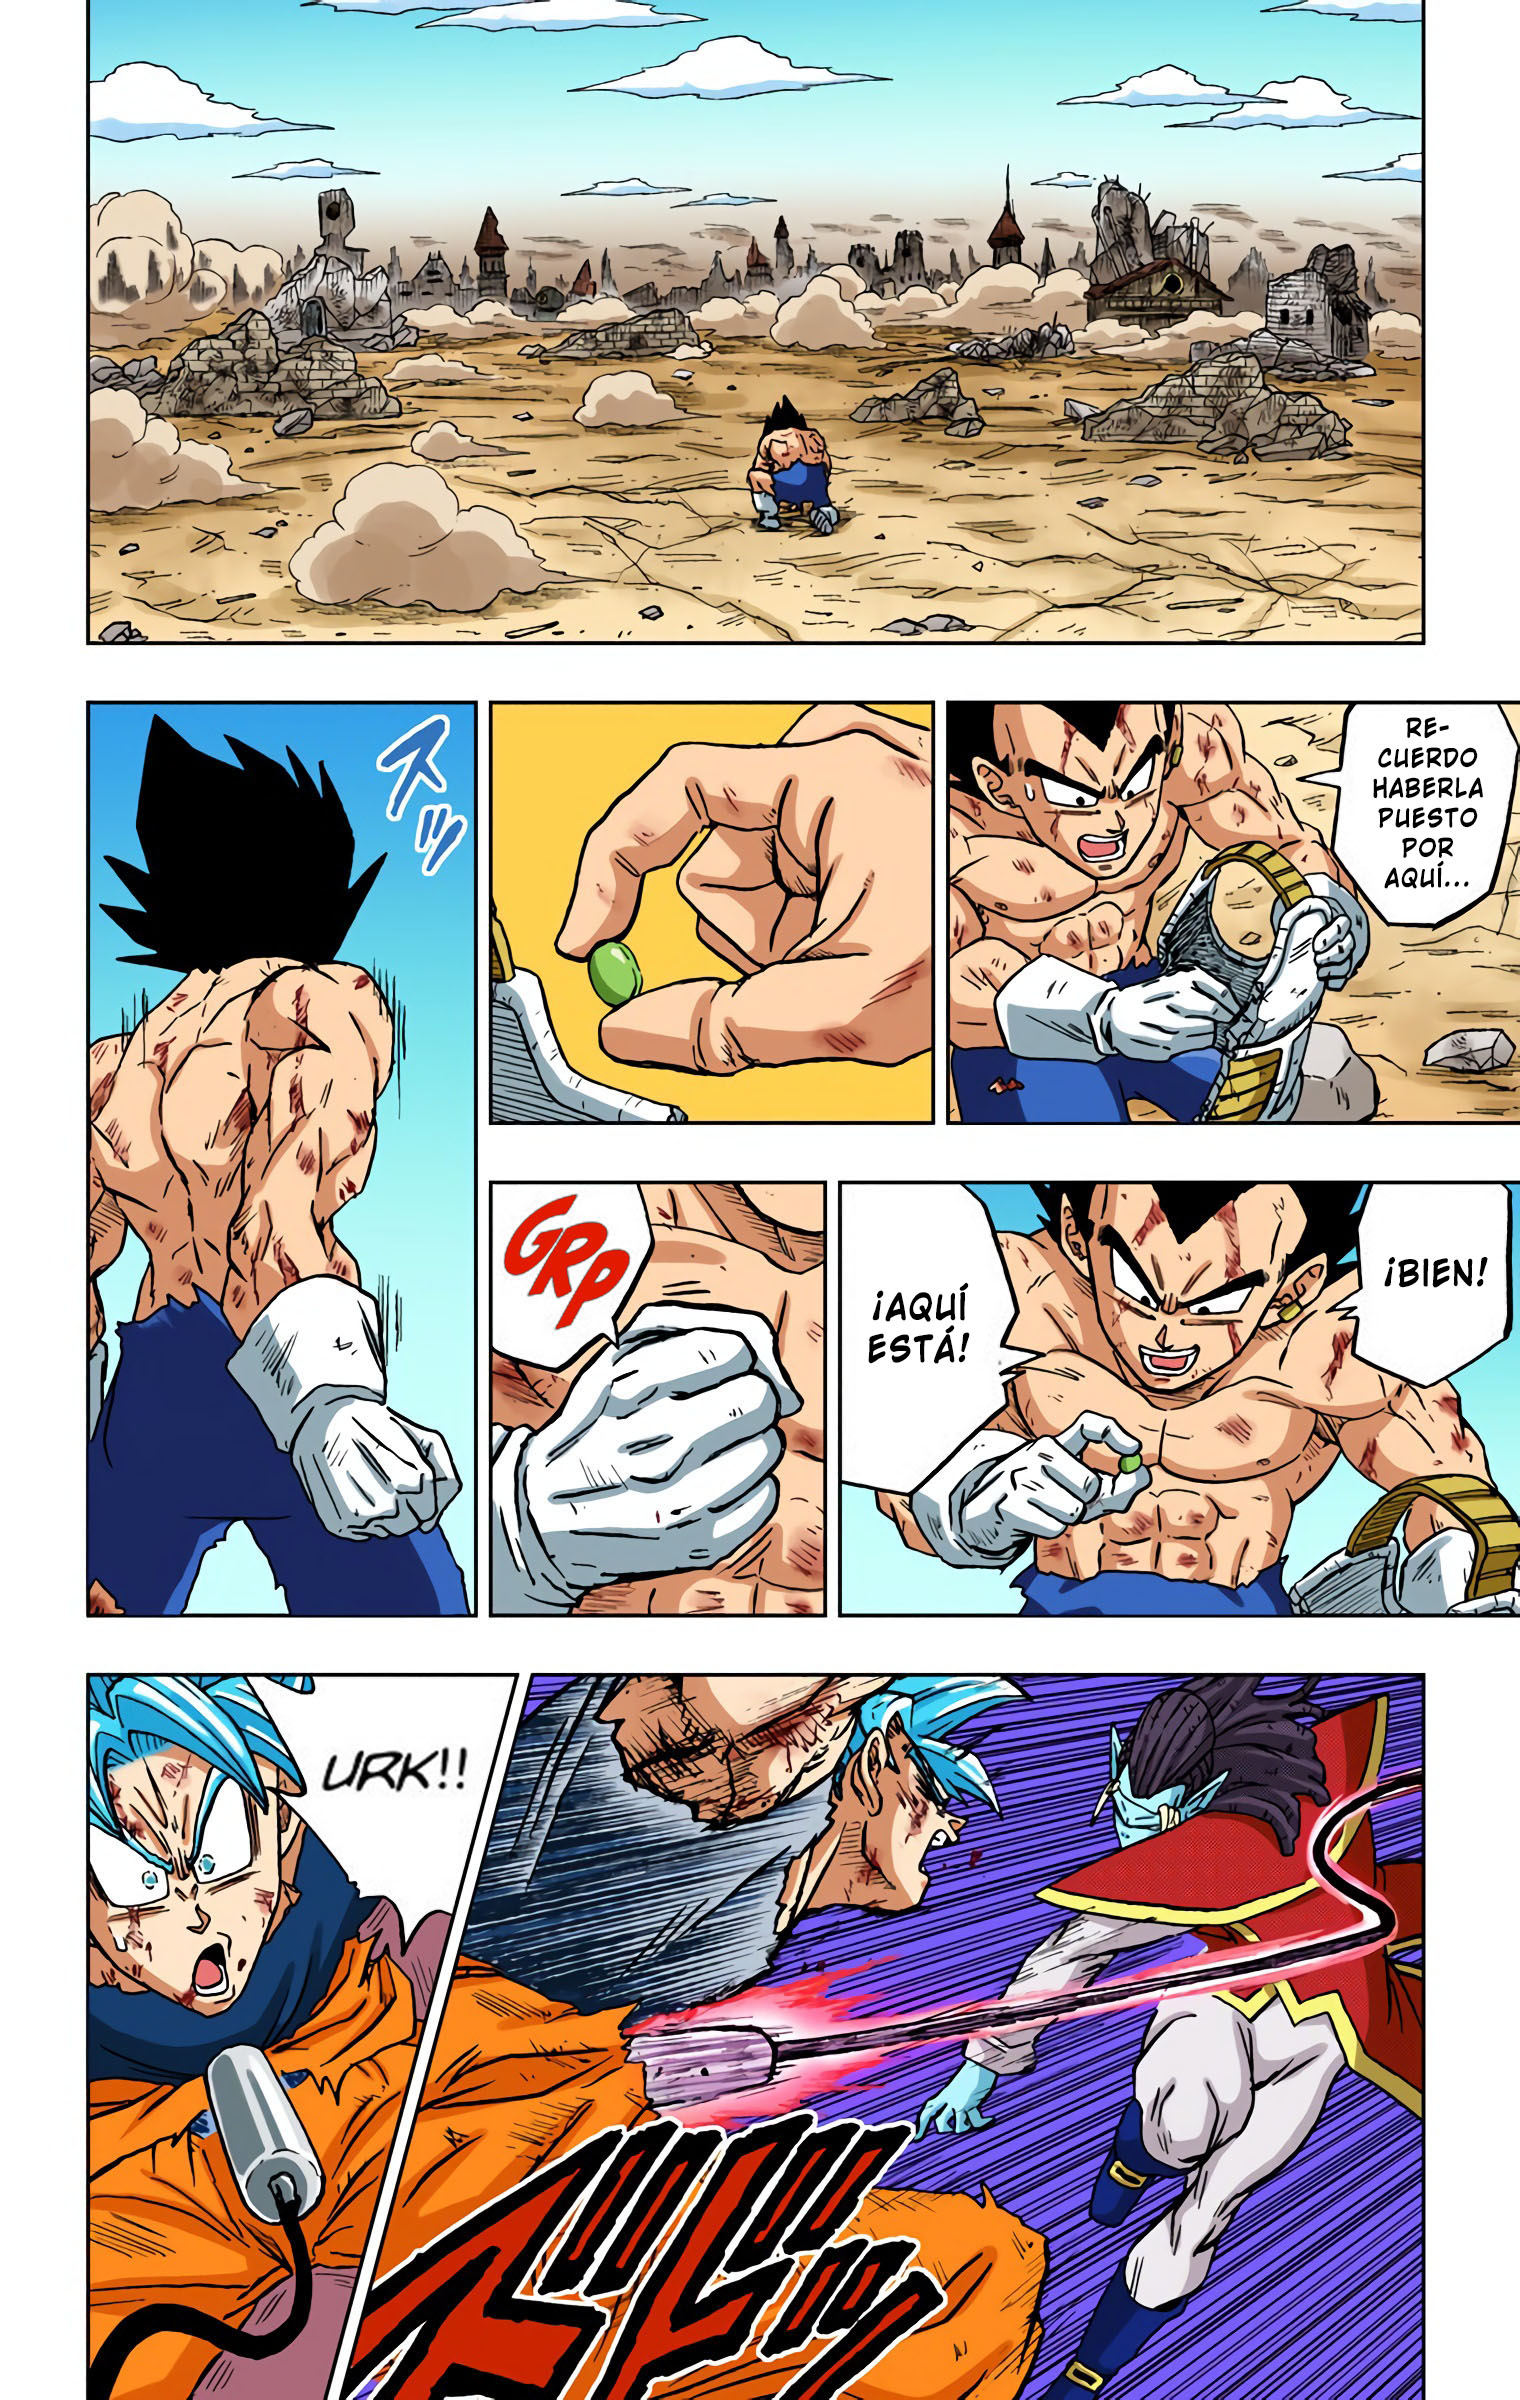 RE-
CUERDO
HABERLA
PUESTO
POR
AQUÍ...
スッ
¡BIEN!
¡AQUÍ
ESTÁ!
GRP
URK!!